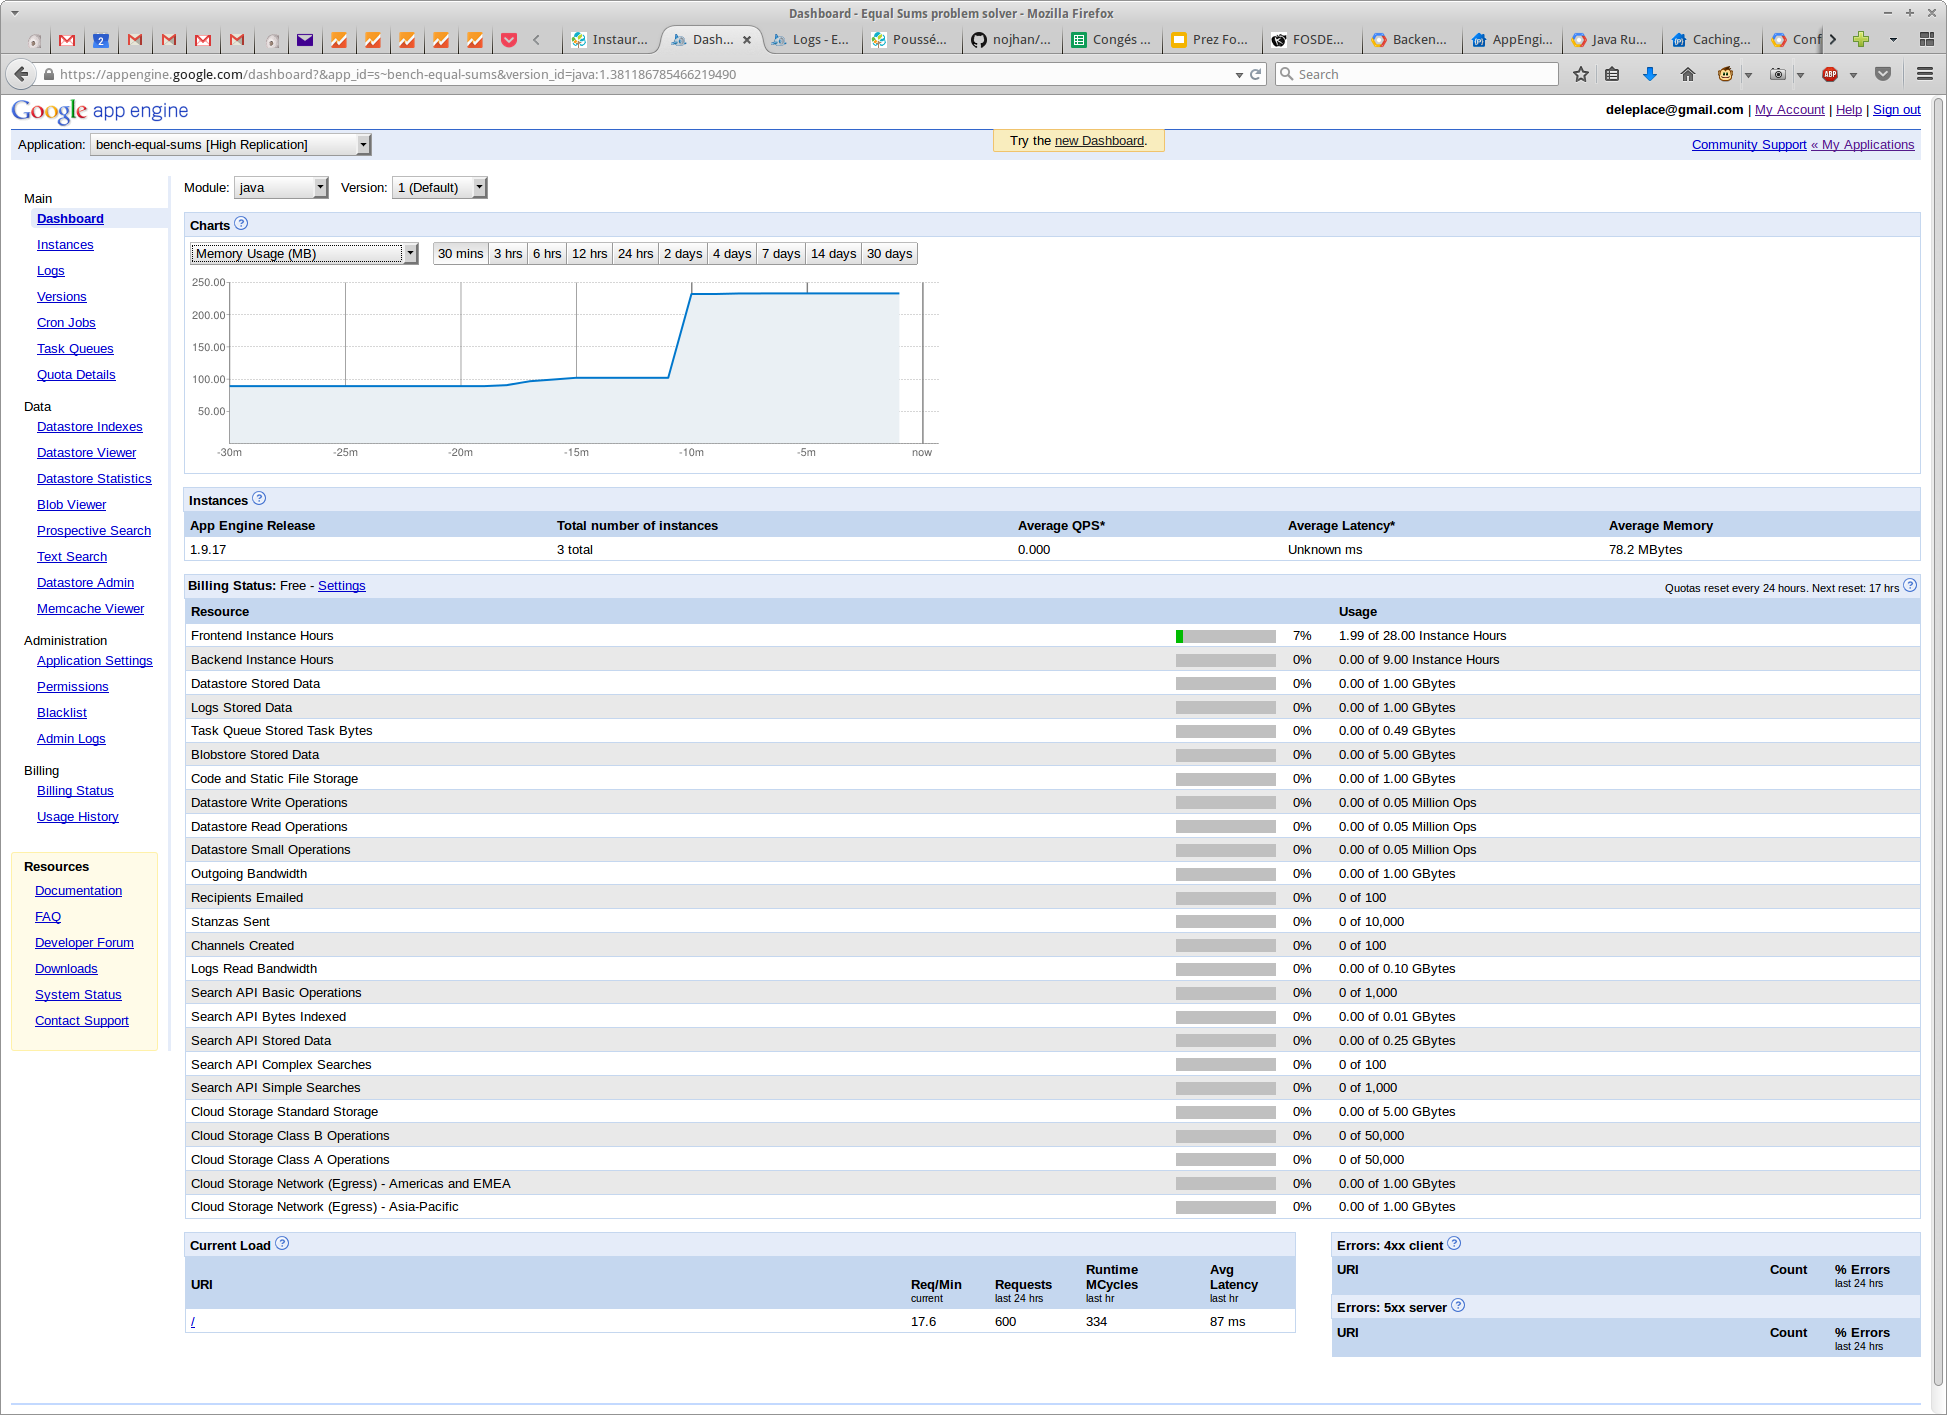 Dashboard - Equal Sums problem solver - Mozilla Firefox
2 Instaur... Dash... Logs - E... Poussé... nojhan/... Congés ... Prez Fo... FOSDE... Backen... AppEngi... Java Ru... Caching... Conf
https://appengine.google.com/dashboard?&app_id=s~bench-equal-sums&version_id=java:1.381186785466219490 Search ABP
Google app engine deleplace@gmail.com | My Account | Help | Sign out
Application: bench-equal-sums [High Replication] Try the new Dashboard. Community Support « My Applications
Main
Dashboard
Instances
Logs
Versions
Cron Jobs
Task Queues
Quota Details
Data
Datastore Indexes
Datastore Viewer
Datastore Statistics
Blob Viewer
Prospective Search
Text Search
Datastore Admin
Memcache Viewer
Administration
Application Settings
Permissions
Blacklist
Admin Logs
Billing
Billing Status
Usage History
Resources
Documentation
FAQ
Developer Forum
Downloads
System Status
Contact Support
Module: java Version: 1 (Default)
Charts ?
Memory Usage (MB) 30 mins 3 hrs 6 hrs 12 hrs 24 hrs 2 days 4 days 7 days 14 days 30 days
250.00
200.00
150.00
100.00
50.00
-30m -25m -20m -15m -10m -5m now
Instances ?
App Engine Release Total number of instances Average QPS* Average Latency* Average Memory
1.9.17 3 total 0.000 Unknown ms 78.2 MBytes
Billing Status: Free - Settings Quotas reset every 24 hours. Next reset: 17 hrs ?
Resource Usage
Frontend Instance Hours 7% 1.99 of 28.00 Instance Hours
Backend Instance Hours 0% 0.00 of 9.00 Instance Hours
Datastore Stored Data 0% 0.00 of 1.00 GBytes
Logs Stored Data 0% 0.00 of 1.00 GBytes
Task Queue Stored Task Bytes 0% 0.00 of 0.49 GBytes
Blobstore Stored Data 0% 0.00 of 5.00 GBytes
Code and Static File Storage 0% 0.00 of 1.00 GBytes
Datastore Write Operations 0% 0.00 of 0.05 Million Ops
Datastore Read Operations 0% 0.00 of 0.05 Million Ops
Datastore Small Operations 0% 0.00 of 0.05 Million Ops
Outgoing Bandwidth 0% 0.00 of 1.00 GBytes
Recipients Emailed 0% 0 of 100
Stanzas Sent 0% 0 of 10,000
Channels Created 0% 0 of 100
Logs Read Bandwidth 0% 0.00 of 0.10 GBytes
Search API Basic Operations 0% 0 of 1,000
Search API Bytes Indexed 0% 0.00 of 0.01 GBytes
Search API Stored Data 0% 0.00 of 0.25 GBytes
Search API Complex Searches 0% 0 of 100
Search API Simple Searches 0% 0 of 1,000
Cloud Storage Standard Storage 0% 0.00 of 5.00 GBytes
Cloud Storage Class B Operations 0% 0 of 50,000
Cloud Storage Class A Operations 0% 0 of 50,000
Cloud Storage Network (Egress) - Americas and EMEA 0% 0.00 of 1.00 GBytes
Cloud Storage Network (Egress) - Asia-Pacific 0% 0.00 of 1.00 GBytes
Current Load ?
URI Req/Min current Requests last 24 hrs Runtime MCycles last hr Avg Latency last hr
/ 17.6 600 334 87 ms
Errors: 4xx client ?
URI Count % Errors last 24 hrs
Errors: 5xx server ?
URI Count % Errors last 24 hrs